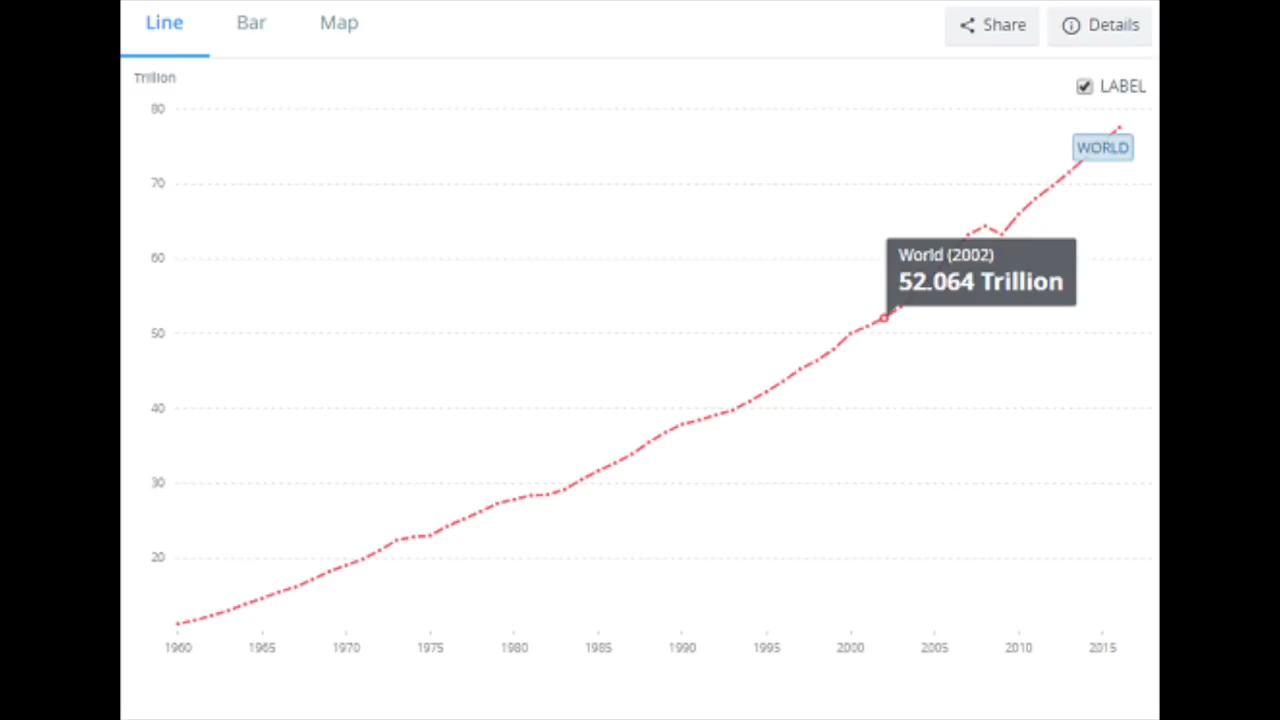 Line Bar Map Share Details
Trillion
LABEL
80
WORLD
70
World (2002)
60
52.064 Trillion
50
40
30
20
1960 1965 1970 1975 1980 1985 1990 1995 2000 2005 2010 2015